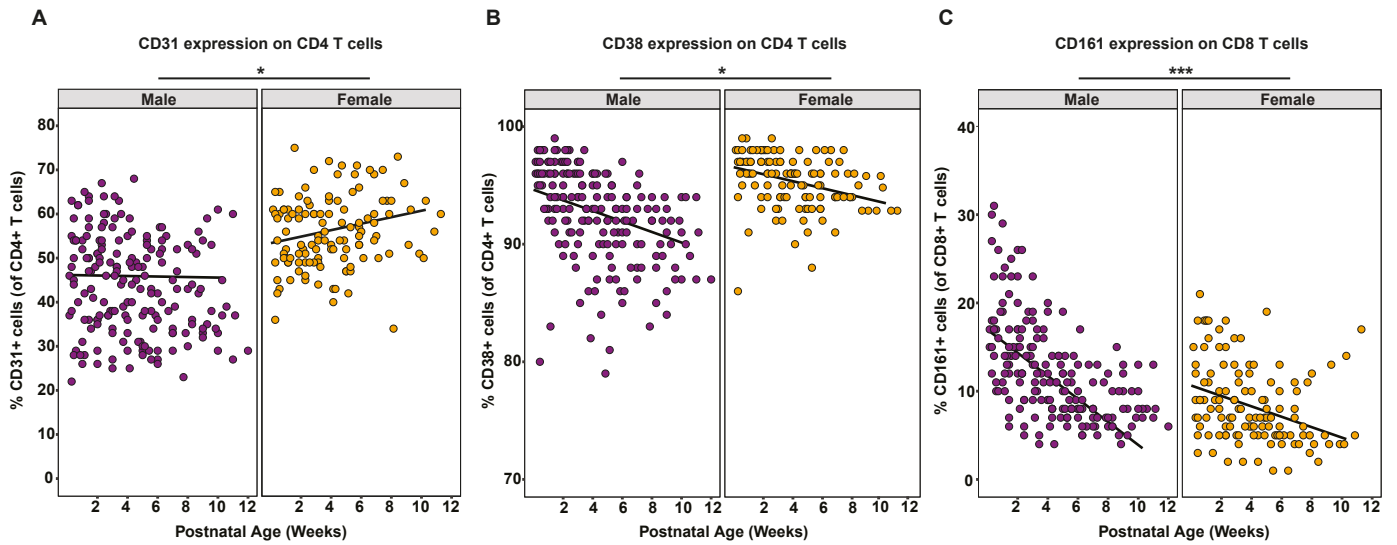 A
CD31 expression on CD4 T cells
*
Male
Female
% CD31+ cells (of CD4+ T cells)
80
70
60
50
40
30
20
10
0
2 4 6 8 10 12
2 4 6 8 10 12
Postnatal Age (Weeks)
B
CD38 expression on CD4 T cells
*
Male
Female
% CD38+ cells (of CD4+ T cells)
100
90
80
70
2 4 6 8 10 12
2 4 6 8 10 12
Postnatal Age (Weeks)
C
CD161 expression on CD8 T cells
***
Male
Female
% CD161+ cells (of CD8+ T cells)
40
30
20
10
0
2 4 6 8 10 12
2 4 6 8 10 12
Postnatal Age (Weeks)